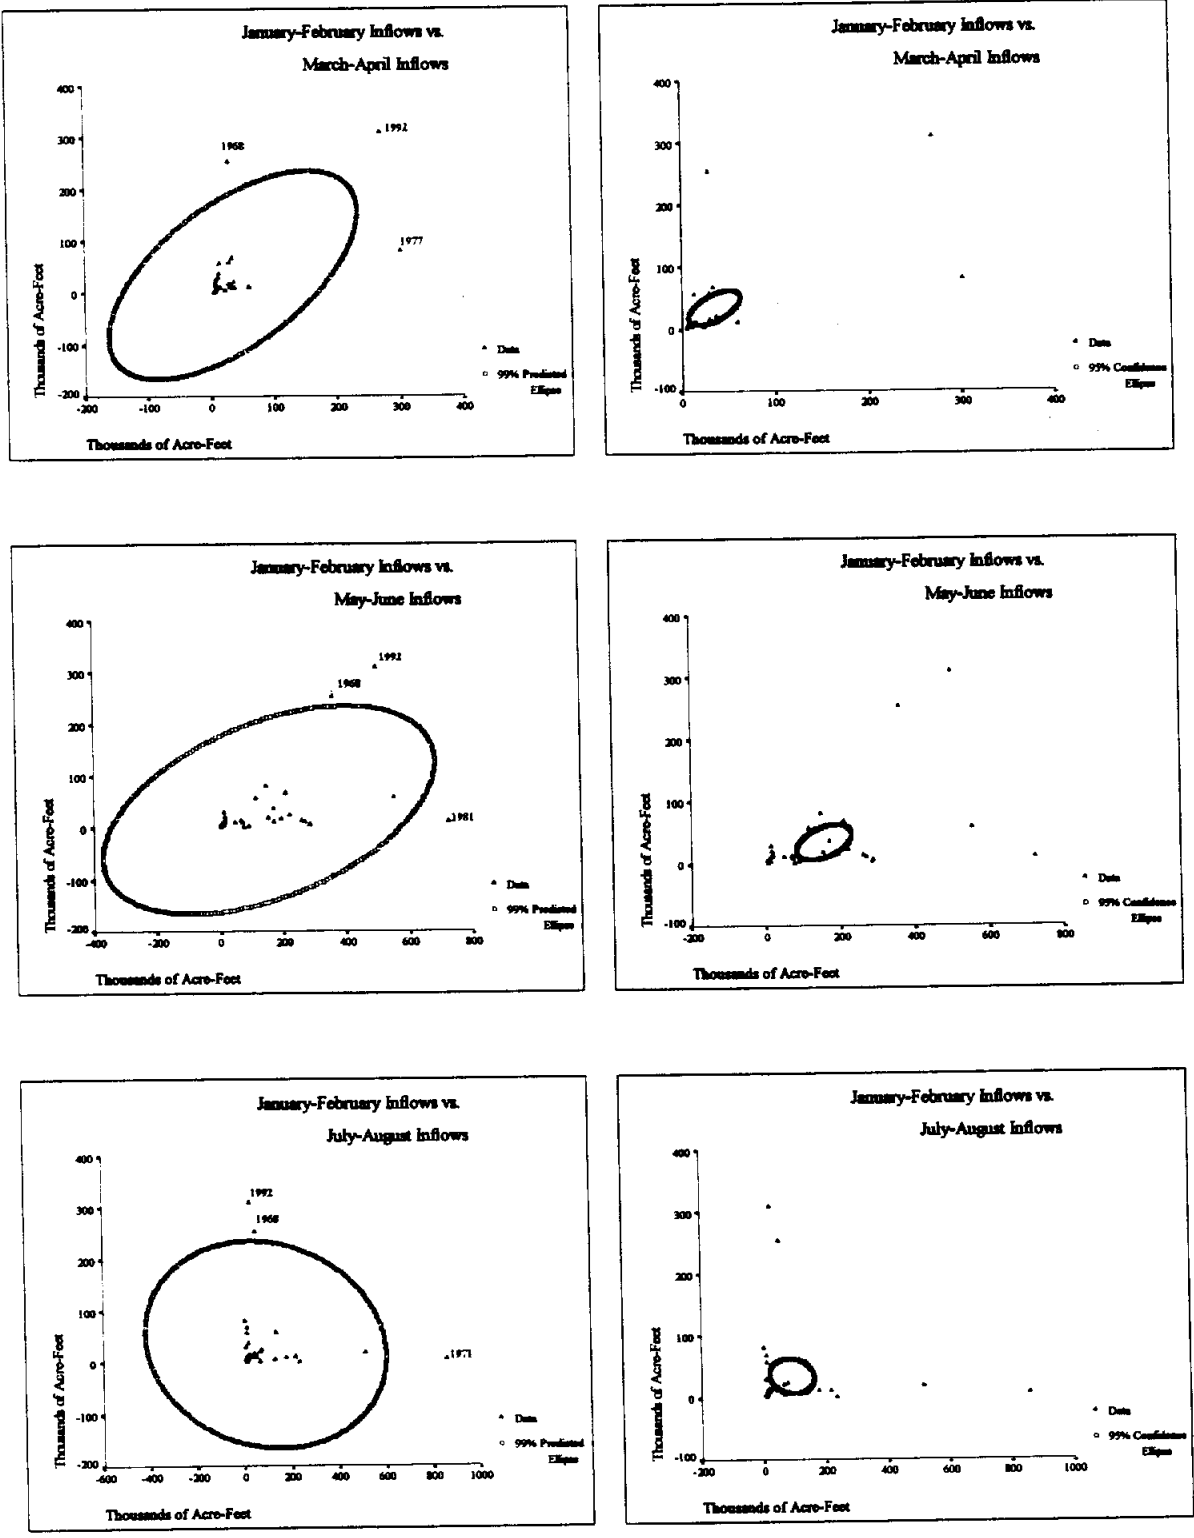 January-February Inflows vs.
March-April Inflows
400
300
200
100
0
-100
-200
Thousands of Acre-Feet
1968
1992
1977
Data
99% Predicted
Ellipse
-200 -100 0 100 200 300 400
Thousands of Acre-Feet
January-February Inflows vs.
March-April Inflows
400
300
200
100
0
-100
Thousands of Acre-Feet
Data
95% Confidence
Ellipse
0 100 200 300 400
Thousands of Acre-Feet
January-February Inflows vs.
May-June Inflows
400
300
200
100
0
-100
-200
Thousands of Acre-Feet
1992
1968
1981
Data
99% Predicted
Ellipse
-400 -200 0 200 400 600 800
Thousands of Acre-Feet
January-February Inflows vs.
May-June Inflows
400
300
200
100
0
-100
Thousands of Acre-Feet
Data
95% Confidence
Ellipse
-200 0 200 400 600 800
Thousands of Acre-Feet
January-February Inflows vs.
July-August Inflows
400
300
200
100
0
-100
-200
Thousands of Acre-Feet
1992
1968
1971
Data
99% Predicted
Ellipse
-600 -400 -200 0 200 400 600 800 1000
Thousands of Acre-Feet
January-February Inflows vs.
July-August Inflows
400
300
200
100
0
-100
Thousands of Acre-Feet
Data
95% Confidence
Ellipse
-200 0 200 400 600 800 1000
Thousands of Acre-Feet